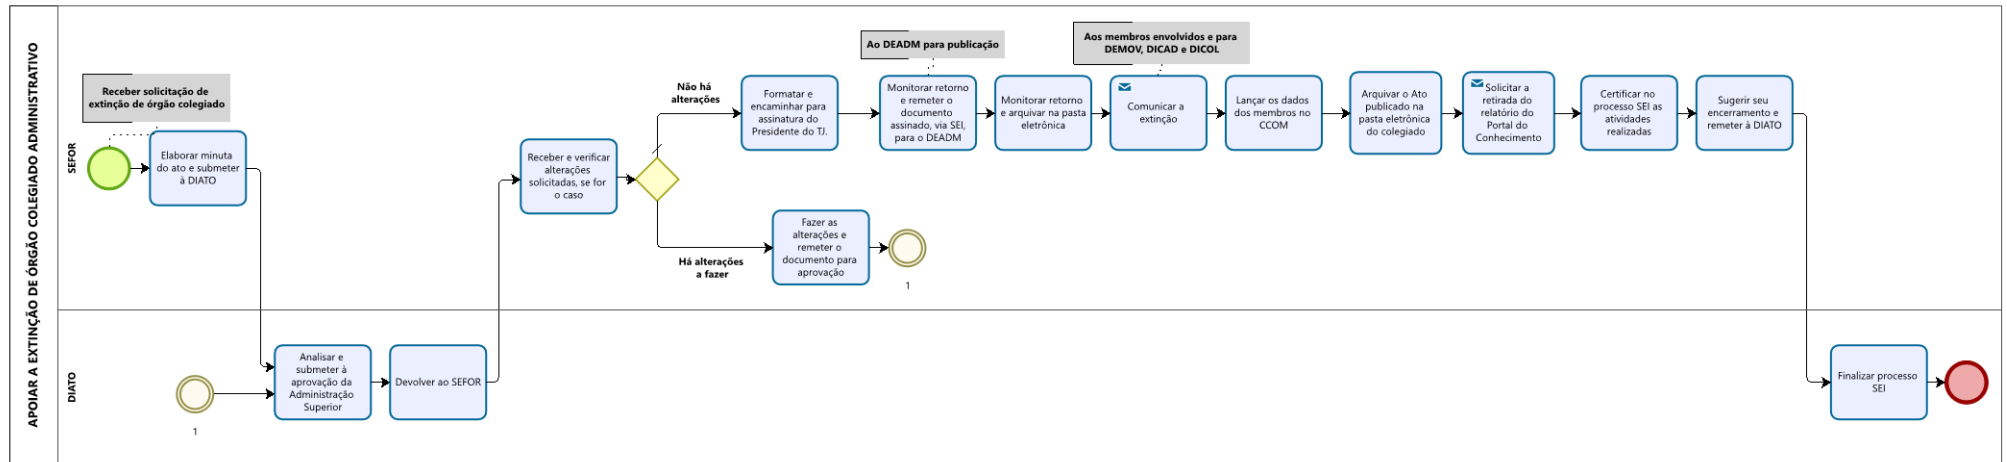 APOIAR A EXTINÇÃO DE ÓRGÃO COLEGIADO ADMINISTRATIVO
SEFOR
Receber solicitação de
extinção de órgão colegiado
Elaborar minuta
do ato e submeter
à DIATO
Receber e verificar
alterações
solicitadas, se for
o caso
Não há
alterações
Formatar e
encaminhar para
assinatura do
Presidente do TJ.
Ao DEADM para publicação
Monitorar retorno
e remeter o
documento
assinado, via SEI,
para o DEADM
Monitorar retorno
e arquivar na pasta
eletrônica
Aos membros envolvidos e para
DEMOV, DICAD e DICOL
Comunicar a
extinção
Lançar os dados
dos membros no
CCOM
Arquivar o Ato
publicado na
pasta eletrônica
do colegiado
Solicitar a
retirada do
relatório do
Portal do
Conhecimento
Certificar no
processo SEI as
atividades
realizadas
Sugerir seu
encerramento e
remeter à DIATO
Há alterações
a fazer
Fazer as
alterações e
remeter o
documento para
aprovação
1
DIATO
1
Analisar e
submeter à
aprovação da
Administração
Superior
Devolver ao SEFOR
Finalizar processo
SEI